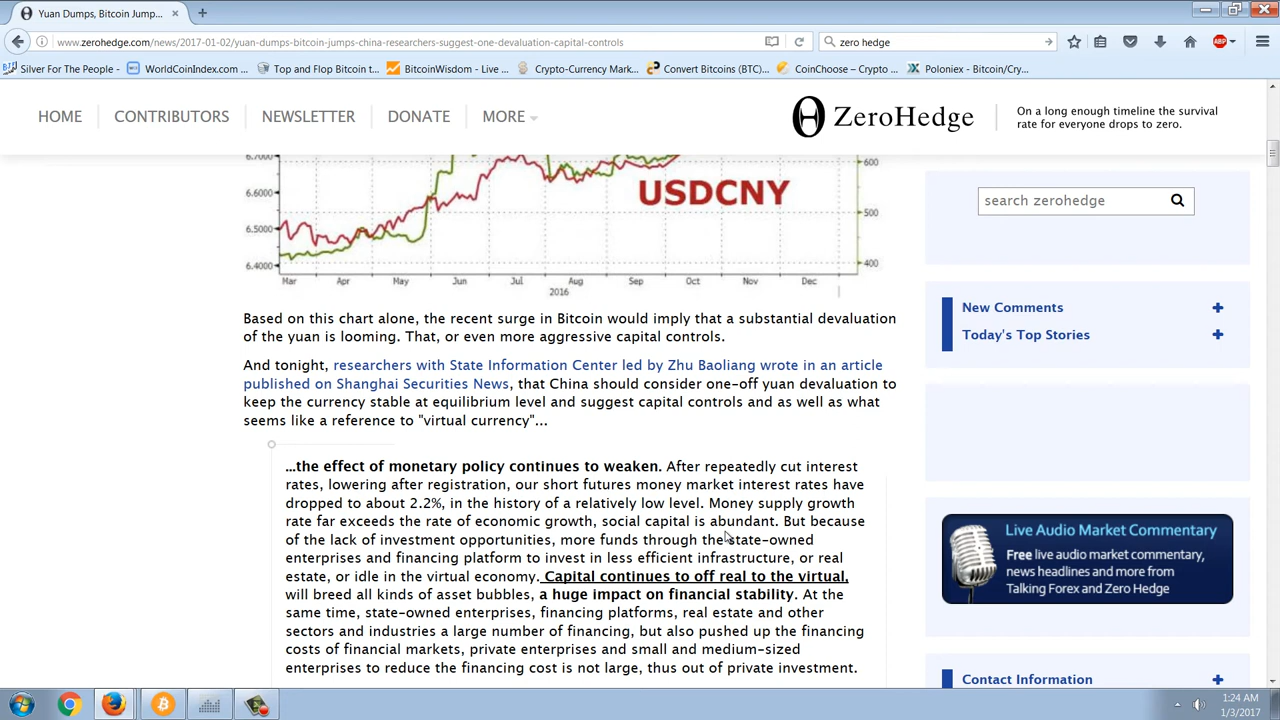 Yuan Dumps, Bitcoin Jump...
www.zerohedge.com/news/2017-01-02/yuan-dumps-bitcoin-jumps-china-researchers-suggest-one-devaluation-capital-controls
zero hedge
ABP
Silver For The People - ...
WorldCoinIndex.com ...
Top and Flop Bitcoin t...
BitcoinWisdom - Live ...
Crypto-Currency Mark...
Convert Bitcoins (BTC)...
CoinChoose – Crypto ...
Poloniex - Bitcoin/Cry...
HOME
CONTRIBUTORS
NEWSLETTER
DONATE
MORE
ZeroHedge
On a long enough timeline the survival
rate for everyone drops to zero.
6.7000
6.6000
6.5000
6.4000
USDCNY
600
500
400
Mar Apr May Jun Jul Aug Sep Oct Nov Dec
2016
search zerohedge
Based on this chart alone, the recent surge in Bitcoin would imply that a substantial devaluation
of the yuan is looming. That, or even more aggressive capital controls.
And tonight, researchers with State Information Center led by Zhu Baoliang wrote in an article
published on Shanghai Securities News, that China should consider one-off yuan devaluation to
keep the currency stable at equilibrium level and suggest capital controls and as well as what
seems like a reference to "virtual currency"...
...the effect of monetary policy continues to weaken. After repeatedly cut interest
rates, lowering after registration, our short futures money market interest rates have
dropped to about 2.2%, in the history of a relatively low level. Money supply growth
rate far exceeds the rate of economic growth, social capital is abundant. But because
of the lack of investment opportunities, more funds through the state-owned
enterprises and financing platform to invest in less efficient infrastructure, or real
estate, or idle in the virtual economy. Capital continues to off real to the virtual,
will breed all kinds of asset bubbles, a huge impact on financial stability. At the
same time, state-owned enterprises, financing platforms, real estate and other
sectors and industries a large number of financing, but also pushed up the financing
costs of financial markets, private enterprises and small and medium-sized
enterprises to reduce the financing cost is not large, thus out of private investment.
New Comments +
Today's Top Stories +
Live Audio Market Commentary
Free live audio market commentary,
news headlines and more from
Talking Forex and Zero Hedge
Contact Information +
1:24 AM
1/3/2017